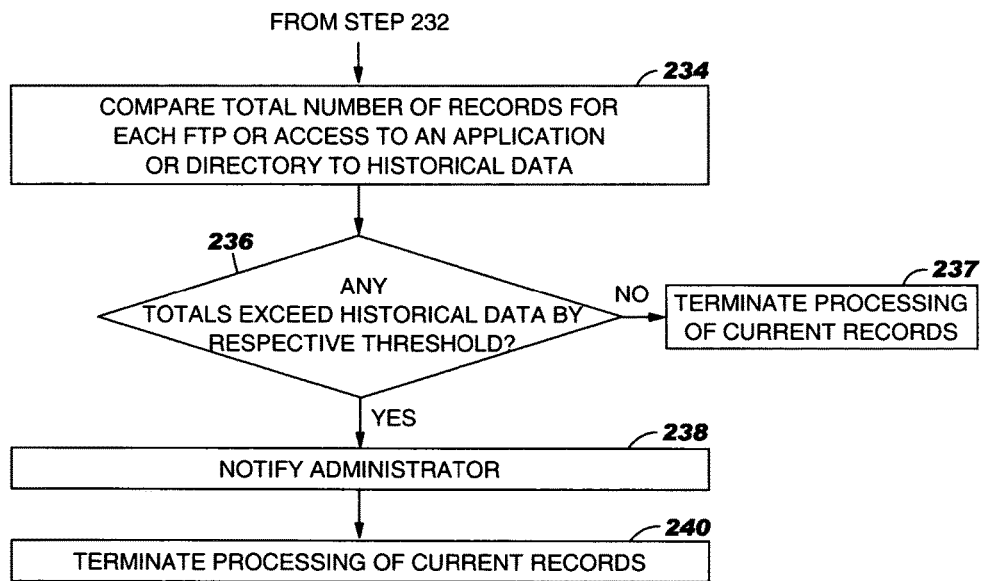 FROM STEP 232
234
COMPARE TOTAL NUMBER OF RECORDS FOR
EACH FTP OR ACCESS TO AN APPLICATION
OR DIRECTORY TO HISTORICAL DATA
236
ANY
TOTALS EXCEED HISTORICAL DATA BY
RESPECTIVE THRESHOLD?
NO
237
TERMINATE PROCESSING
OF CURRENT RECORDS
YES
238
NOTIFY ADMINISTRATOR
240
TERMINATE PROCESSING OF CURRENT RECORDS